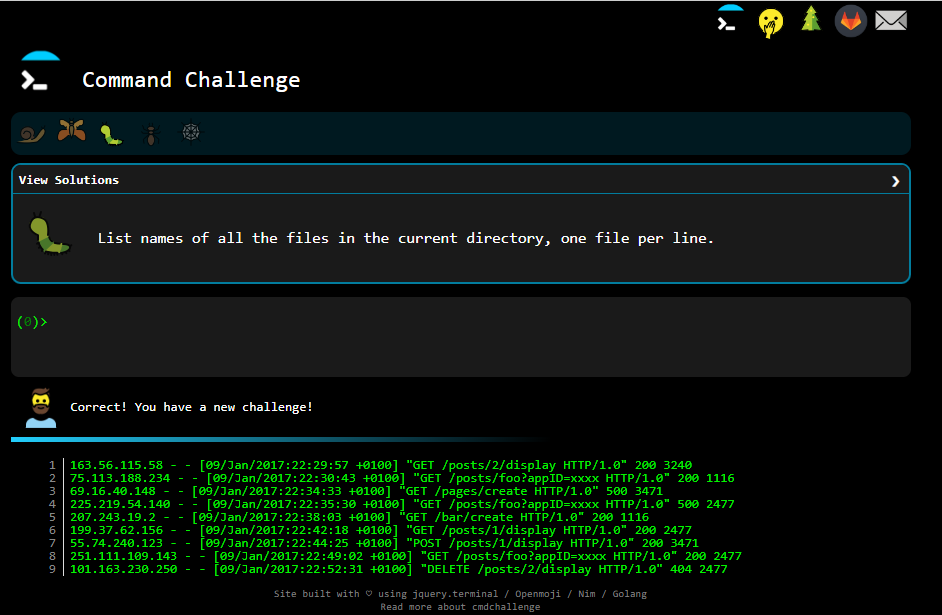 Command Challenge
View Solutions
List names of all the files in the current directory, one file per line.
(0)>
Correct! You have a new challenge!
1 163.56.115.58 - - [09/Jan/2017:22:29:57 +0100] "GET /posts/2/display HTTP/1.0" 200 3240
2 75.113.188.234 - - [09/Jan/2017:22:30:43 +0100] "GET /posts/foo?appID=xxxx HTTP/1.0" 200 1116
3 69.16.40.148 - - [09/Jan/2017:22:34:33 +0100] "GET /pages/create HTTP/1.0" 500 3471
4 225.219.54.140 - - [09/Jan/2017:22:35:30 +0100] "GET /posts/foo?appID=xxxx HTTP/1.0" 500 2477
5 207.243.19.2 - - [09/Jan/2017:22:38:03 +0100] "GET /bar/create HTTP/1.0" 200 1116
6 199.37.62.156 - - [09/Jan/2017:22:42:18 +0100] "GET /posts/1/display HTTP/1.0" 200 2477
7 55.74.240.123 - - [09/Jan/2017:22:44:25 +0100] "POST /posts/1/display HTTP/1.0" 200 3471
8 251.111.109.143 - - [09/Jan/2017:22:49:02 +0100] "GET /posts/foo?appID=xxxx HTTP/1.0" 200 2477
9 101.163.230.250 - - [09/Jan/2017:22:52:31 +0100] "DELETE /posts/2/display HTTP/1.0" 404 2477
Site built with ♡ using jquery.terminal / Openmoji / Nim / Golang
Read more about cmdchallenge